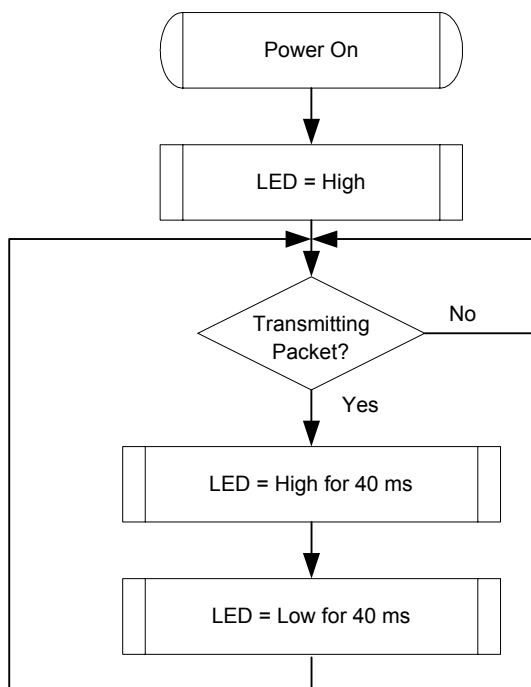 Power On
LED = High
Transmitting
Packet?
No
Yes
LED = High for 40 ms
LED = Low for 40 ms